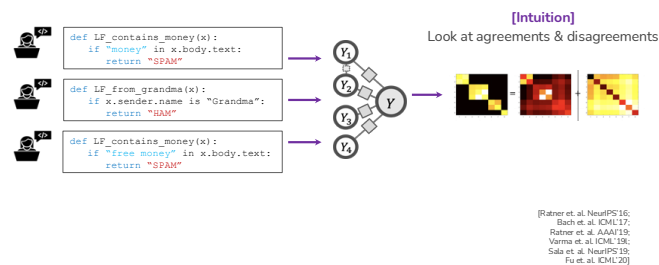 [Intuition]
Look at agreements & disagreements
</>
def LF_contains_money(x):
if “money” in x.body.text:
return “SPAM”
</>
def LF_from_grandma(x):
if x.sender.name is “Grandma”:
return “HAM”
</>
def LF_contains_money(x):
if “free money” in x.body.text:
return “SPAM”
Y1
Y2
Y3
Y4
Y
=
+
[Ratner et. al. NeurIPS'16;
Bach et. al. ICML'17;
Ratner et. al. AAAI'19;
Varma et. al. ICML'19l;
Sala et. al. NeurIPS'19;
Fu et. al. ICML'20]